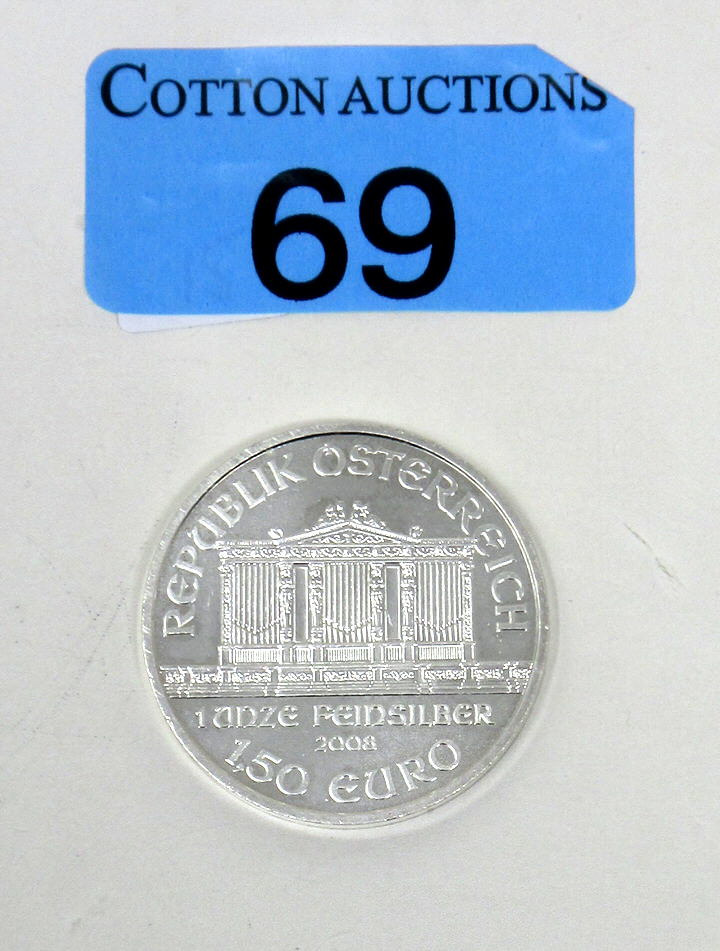 COTTON AUCTIONS
69
REPUBLIK ÖSTERREICH
1 UNZE FEINSILBER
2008
1,50 EURO